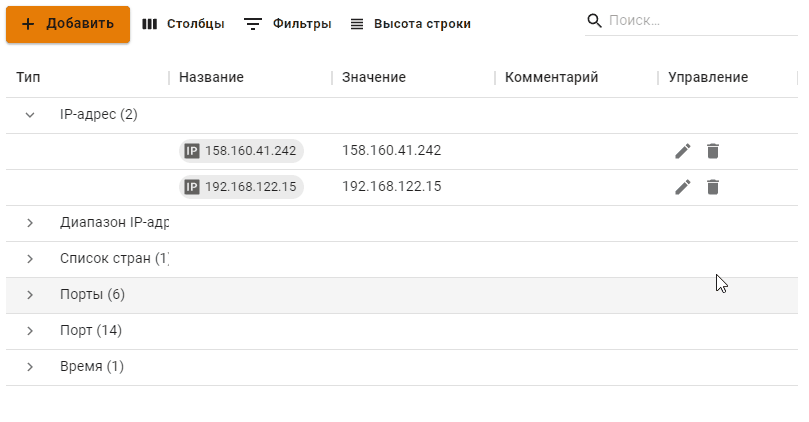 Добавить Столбцы Фильтры Высота строки Поиск...
Тип Название Значение Комментарий Управление
IP-адрес (2)
IP 158.160.41.242 158.160.41.242
IP 192.168.122.15 192.168.122.15
Диапазон IP-адр
Список стран (1)
Порты (6)
Порт (14)
Время (1)